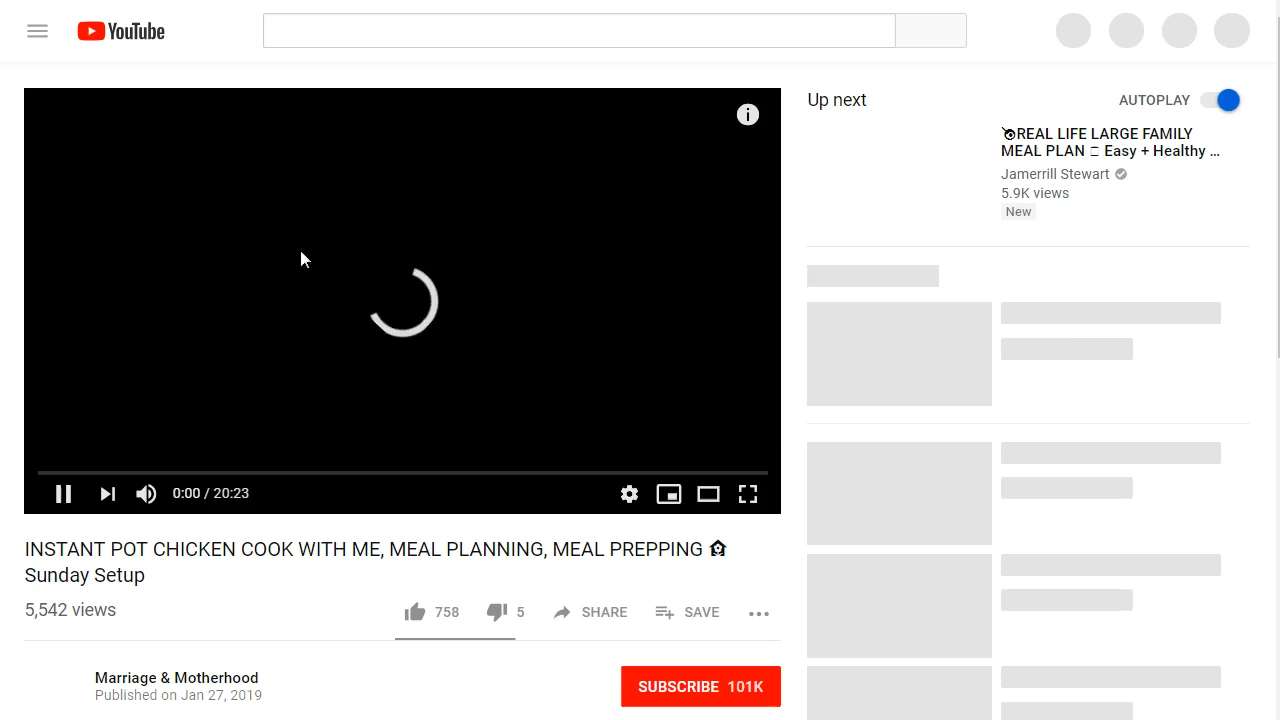 YouTube
Up next
AUTOPLAY
REAL LIFE LARGE FAMILY
MEAL PLAN Easy + Healthy ...
Jamerrill Stewart
5.9K views
New
0:00 / 20:23
INSTANT POT CHICKEN COOK WITH ME, MEAL PLANNING, MEAL PREPPING
Sunday Setup
5,542 views
758
5
SHARE
SAVE
Marriage & Motherhood
Published on Jan 27, 2019
SUBSCRIBE 101K